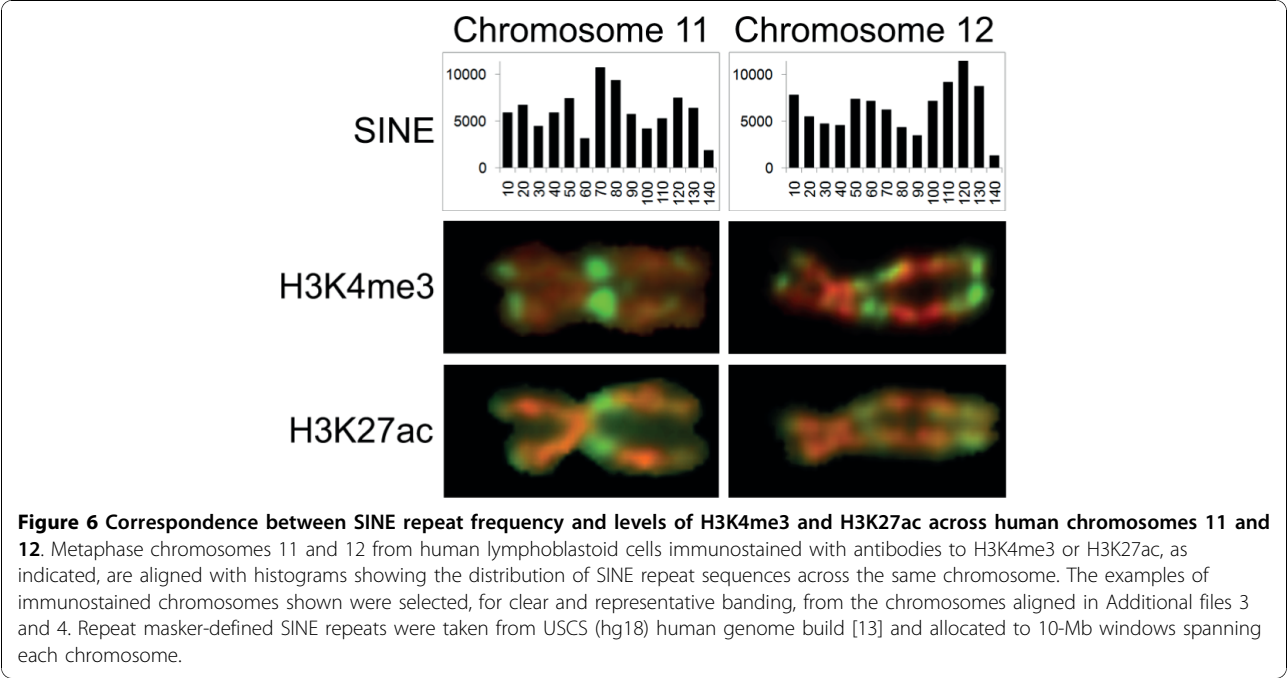 Chromosome 11 Chromosome 12
10000 10000
SINE 5000 5000
0 0
10 20 30 40 50 60 70 80 90 100 110 120 130 140 10 20 30 40 50 60 70 80 90 100 110 120 130 140
H3K4me3
H3K27ac
Figure 6 Correspondence between SINE repeat frequency and levels of H3K4me3 and H3K27ac across human chromosomes 11 and
12. Metaphase chromosomes 11 and 12 from human lymphoblastoid cells immunostained with antibodies to H3K4me3 or H3K27ac, as
indicated, are aligned with histograms showing the distribution of SINE repeat sequences across the same chromosome. The examples of
immunostained chromosomes shown were selected, for clear and representative banding, from the chromosomes aligned in Additional files 3
and 4. Repeat masker-defined SINE repeats were taken from USCS (hg18) human genome build [13] and allocated to 10-Mb windows spanning
each chromosome.